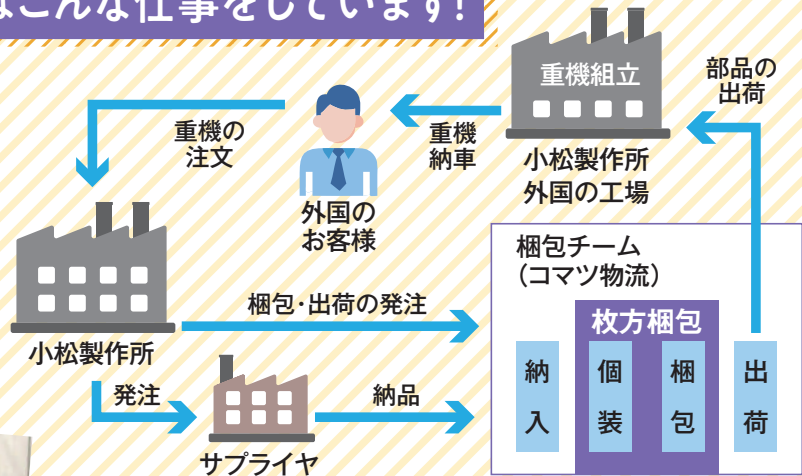 はこんな仕事をしています!
重機組立
部品の
出荷
重機の
注文
重機
納車
小松製作所
外国の工場
外国の
お客様
梱包チーム
（コマツ物流）
梱包･出荷の発注
枚方梱包
小松製作所
納入
個装
梱包
出荷
発注
納品
サプライヤ